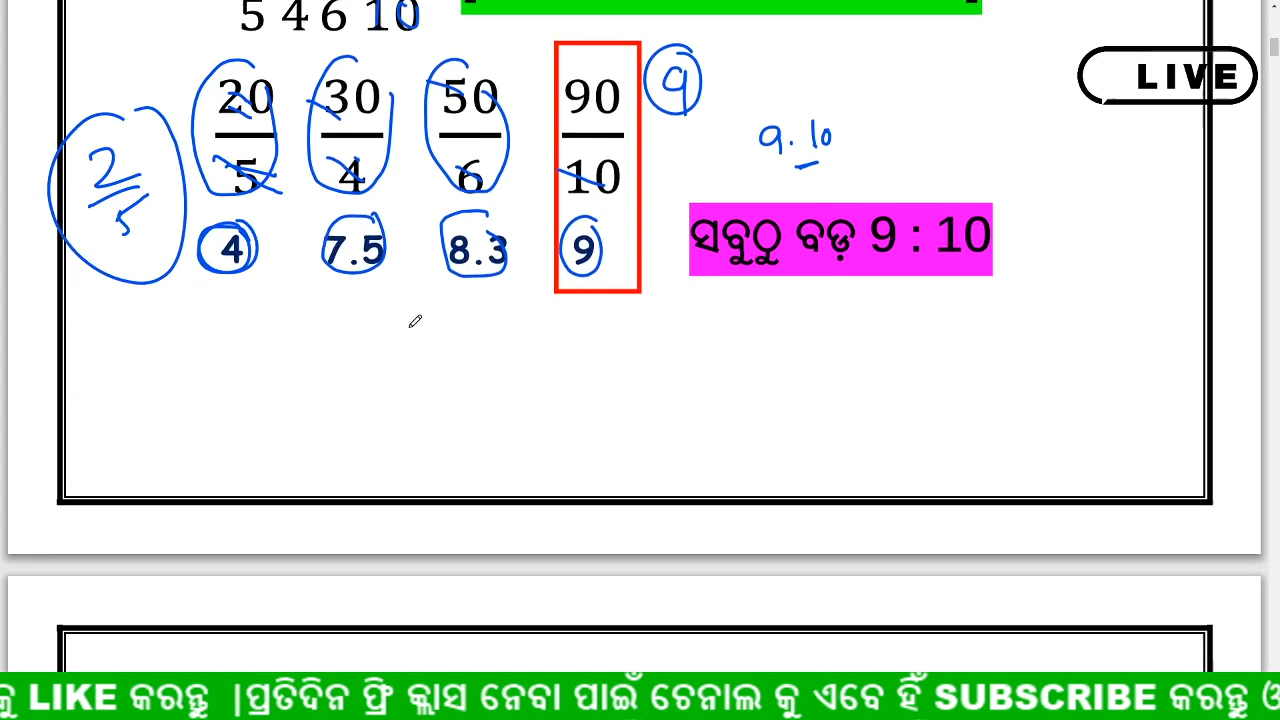 5 4 6 10
20 30 50 90 9
5 4 6 10
2
5
9.10
LIVE
4 7.5 8.3 9
ସବୁଠୁ ବଡ଼ 9 : 10
କୁ LIKE କରନ୍ତୁ |ପ୍ରତିଦିନ ଫ୍ରି କ୍ଲାସ ନେବା ପାଇଁ ଚେନାଲ କୁ ଏବେ ହିଁ SUBSCRIBE କରନ୍ତୁ